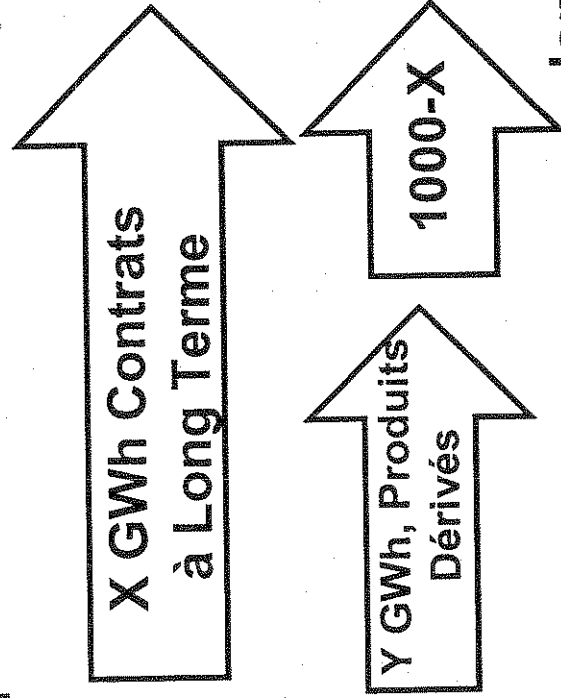 X GWh Contrats
à Long Terme
Y GWh, Produits
Dérivés
1000-X